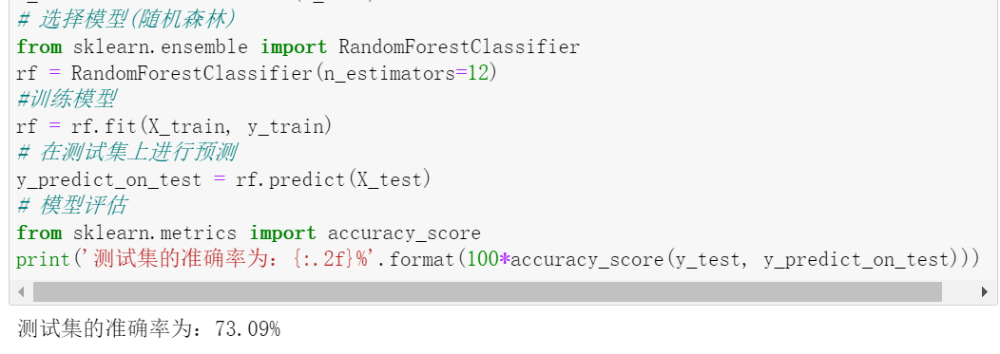 # 选择模型(随机森林)
from sklearn.ensemble import RandomForestClassifier
rf = RandomForestClassifier(n_estimators=12)
#训练模型
rf = rf.fit(X_train, y_train)
# 在测试集上进行预测
y_predict_on_test = rf.predict(X_test)
# 模型评估
from sklearn.metrics import accuracy_score
print('测试集的准确率为：{:.2f}%'.format(100*accuracy_score(y_test, y_predict_on_test)))
测试集的准确率为：73.09%